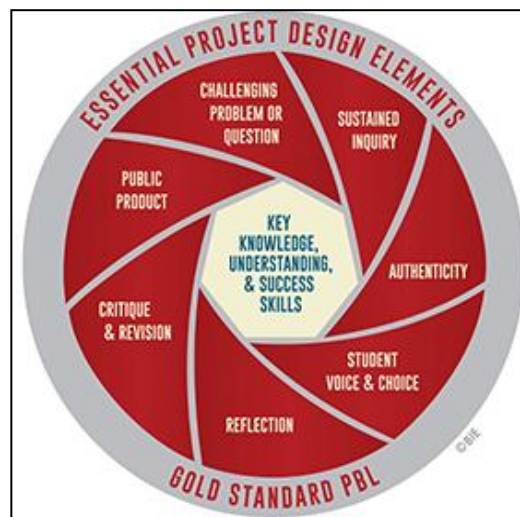 ESSENTIAL PROJECT DESIGN ELEMENTS
CHALLENGING
PROBLEM OR
QUESTION
SUSTAINED
INQUIRY
AUTHENTICITY
STUDENT
VOICE & CHOICE
REFLECTION
CRITIQUE
& REVISION
PUBLIC
PRODUCT
KEY
KNOWLEDGE,
UNDERSTANDING,
& SUCCESS
SKILLS
GOLD STANDARD PBL
©BIE